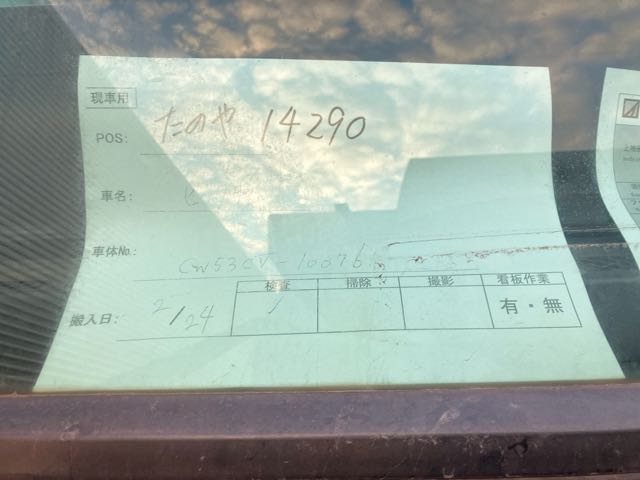 現車用
POS: たのや 14290
車名:
車体No.: CW53CV-10076
検査 掃除 撮影 看板作業
搬入日: 2/24 有・無